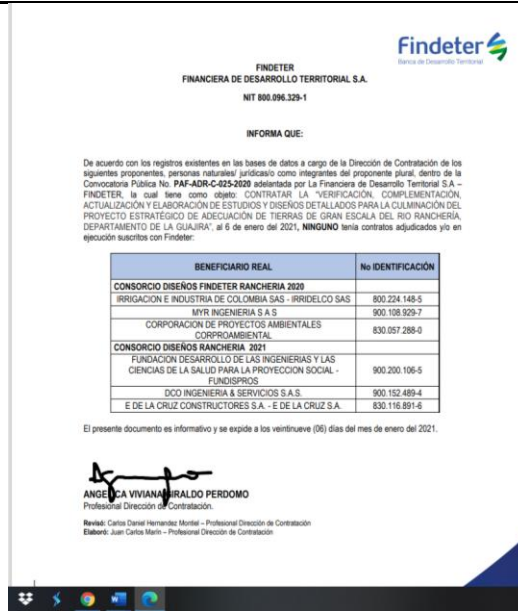 Findeter
Banca de Desarrollo Territorial
FINDETER
FINANCIERA DE DESARROLLO TERRITORIAL S.A.
NIT 800.096.329-1
INFORMA QUE:
De acuerdo con los registros existentes en las bases de datos a cargo de la Dirección de Contratación de los
siguientes proponentes, personas naturales/ jurídicas/o como integrantes del proponente plural, dentro de la
Convocatoria Pública No. PAF-ADR-C-025-2020 adelantada por La Financiera de Desarrollo Territorial S.A –
FINDETER, la cual tiene como objeto: CONTRATAR LA “VERIFICACIÓN, COMPLEMENTACIÓN,
ACTUALIZACIÓN Y ELABORACIÓN DE ESTUDIOS Y DISEÑOS DETALLADOS PARA LA CULMINACIÓN DEL
PROYECTO ESTRATÉGICO DE ADECUACIÓN DE TIERRAS DE GRAN ESCALA DEL RIO RANCHERÍA,
DEPARTAMENTO DE LA GUAJIRA”, al 6 de enero del 2021, NINGUNO tenía contratos adjudicados y/o en
ejecución suscritos con Findeter:
BENEFICIARIO REAL No IDENTIFICACIÓN
CONSORCIO DISEÑOS FINDETER RANCHERIA 2020
IRRIGACION E INDUSTRIA DE COLOMBIA SAS - IRRIDELCO SAS 800.224.148-5
MYR INGENIERIA S A S 900.108.929-7
CORPORACION DE PROYECTOS AMBIENTALES
CORPROAMBIENTAL 830.057.288-0
CONSORCIO DISEÑOS RANCHERIA 2021
FUNDACION DESARROLLO DE LAS INGENIERIAS Y LAS
CIENCIAS DE LA SALUD PARA LA PROYECCION SOCIAL - 900.200.106-5
FUNDISPROS
DCO INGENIERIA & SERVICIOS S.A.S. 900.152.489-4
E DE LA CRUZ CONSTRUCTORES S.A. - E DE LA CRUZ S.A. 830.116.891-6
El presente documento es informativo y se expide a los veintinueve (06) días del mes de enero del 2021.
ANGELICA VIVIANA GIRALDO PERDOMO
Profesional Dirección de Contratación.
Revisó: Carlos Daniel Hernandez Montiel – Profesional Dirección de Contratación
Elaboró: Juan Carlos Marín – Profesional Dirección de Contratación